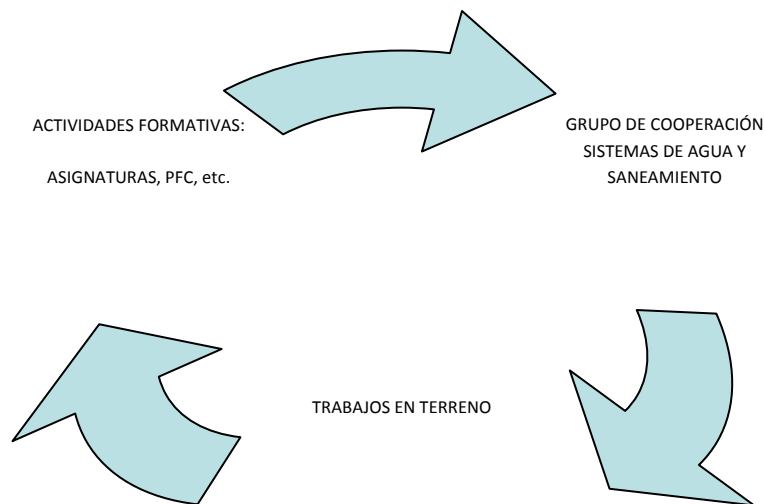 ACTIVIDADES FORMATIVAS:
ASIGNATURAS, PFC, etc.
GRUPO DE COOPERACIÓN
SISTEMAS DE AGUA Y
SANEAMIENTO
TRABAJOS EN TERRENO